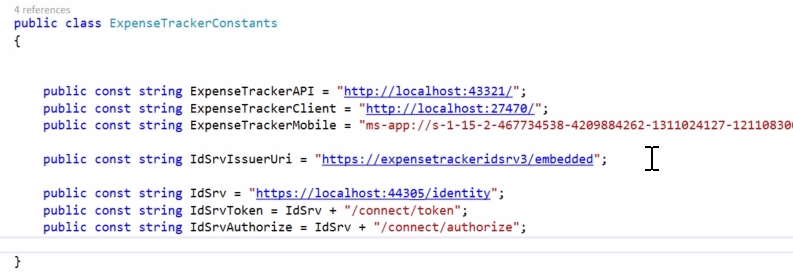 4 references
public class ExpenseTrackerConstants
{
public const string ExpenseTrackerAPI = "http://localhost:43321/";
public const string ExpenseTrackerClient = "http://localhost:27470/";
public const string ExpenseTrackerMobile = "ms-app://s-1-15-2-467734538-4209884262-1311024127-121108300
public const string IdSrvIssuerUri = "https://expensetrackeridsrv3/embedded";
public const string IdSrv = "https://localhost:44305/identity";
public const string IdSrvToken = IdSrv + "/connect/token";
public const string IdSrvAuthorize = IdSrv + "/connect/authorize";
}